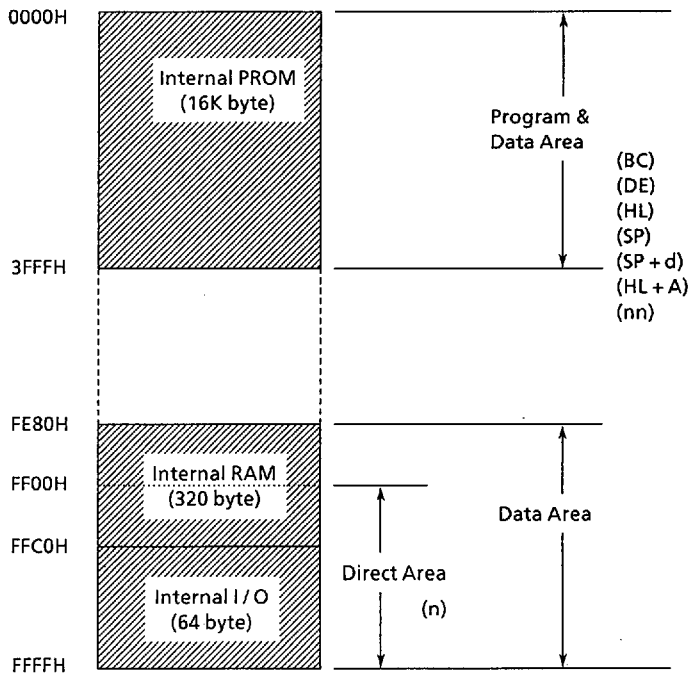 0000H
Internal PROM
(16K byte)
Program &
Data Area
(BC)
(DE)
(HL)
(SP)
(SP + d)
(HL + A)
(nn)
3FFFH
FE80H
Internal RAM
(320 byte)
FF00H
Data Area
FFC0H
Direct Area
(n)
Internal I / O
(64 byte)
FFFFH